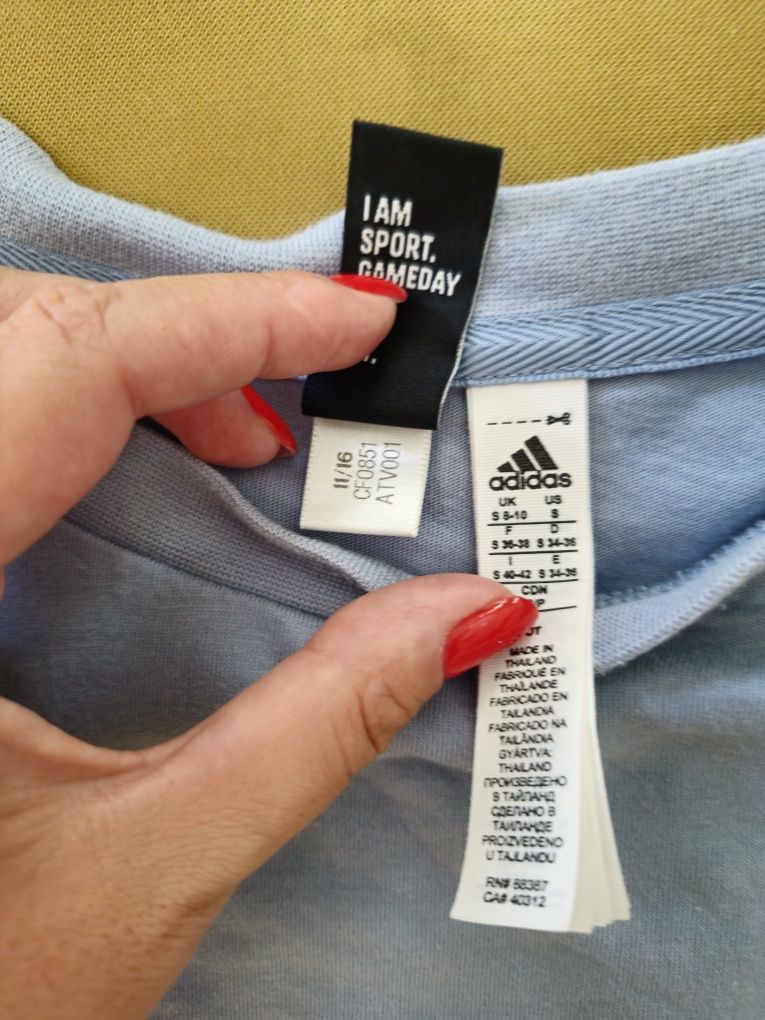 I AM
SPORT.
GAMEDAY
11/16
CF0851
ATV001
adidas
UK US
S 8-10 S
F D
S 36-38 S 34-36
I E
S 40-42 S 34-36
CDN
MADE IN
THAILAND
FABRIQUÉ EN
THAÏLANDE
FABRICADO EN
TAILANDIA
FABRICADO NA
TAILÂNDIA
GYÁRTVA:
THAILAND
ПРОИЗВЕДЕНО
В ТАЙЛАНД
СДЕЛАНО В
ТАИЛАНДЕ
PROIZVEDENO
U TAJLANDU
RN# 88387
CA# 40312